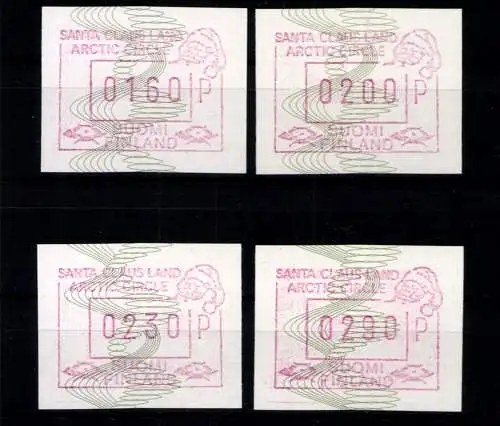 SANTA CLAUS LAND
ARCTIC CIRCLE
0160 P
SUOMI
FINLAND
SANTA CLAUS LAND
ARCTIC CIRCLE
0200 P
SUOMI
FINLAND
SANTA CLAUS LAND
ARCTIC CIRCLE
0230 P
SUOMI
FINLAND
SANTA CLAUS LAND
ARCTIC CIRCLE
0290 P
SUOMI
FINLAND